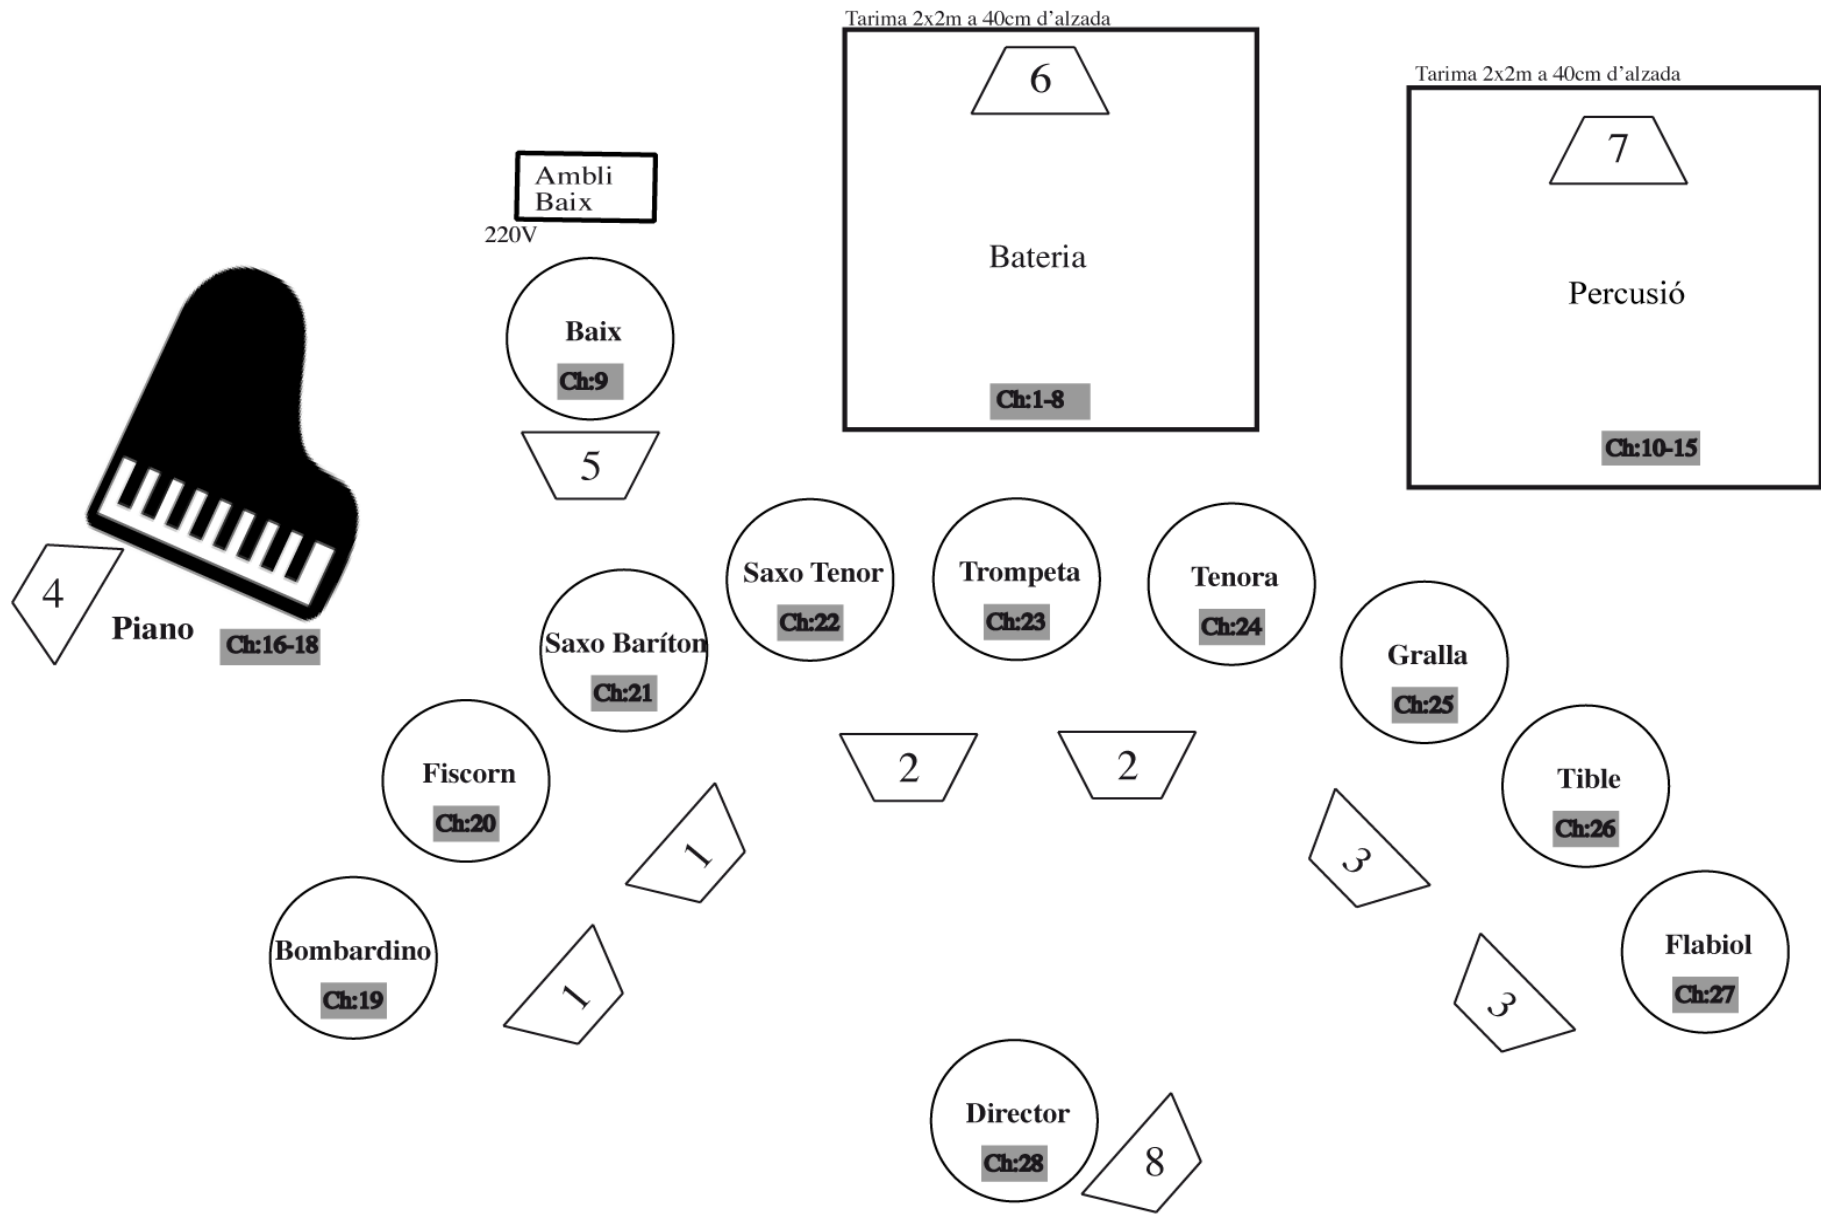 Tarima 2x2m a 40cm d'alzada
6
Tarima 2x2m a 40cm d'alzada
7
Ambli
Baix
220V
Bateria
Percusió
Baix
Ch:9
Ch:1-8
Ch:10-15
5
4
Piano
Ch:16-18
Saxo Tenor
Ch:22
Trompeta
Ch:23
Tenora
Ch:24
Saxo Baríton
Ch:21
Gralla
Ch:25
Fiscorn
Ch:20
2
2
Tible
Ch:26
1
3
Bombardino
Ch:19
1
3
Flabiol
Ch:27
Director
Ch:28
8